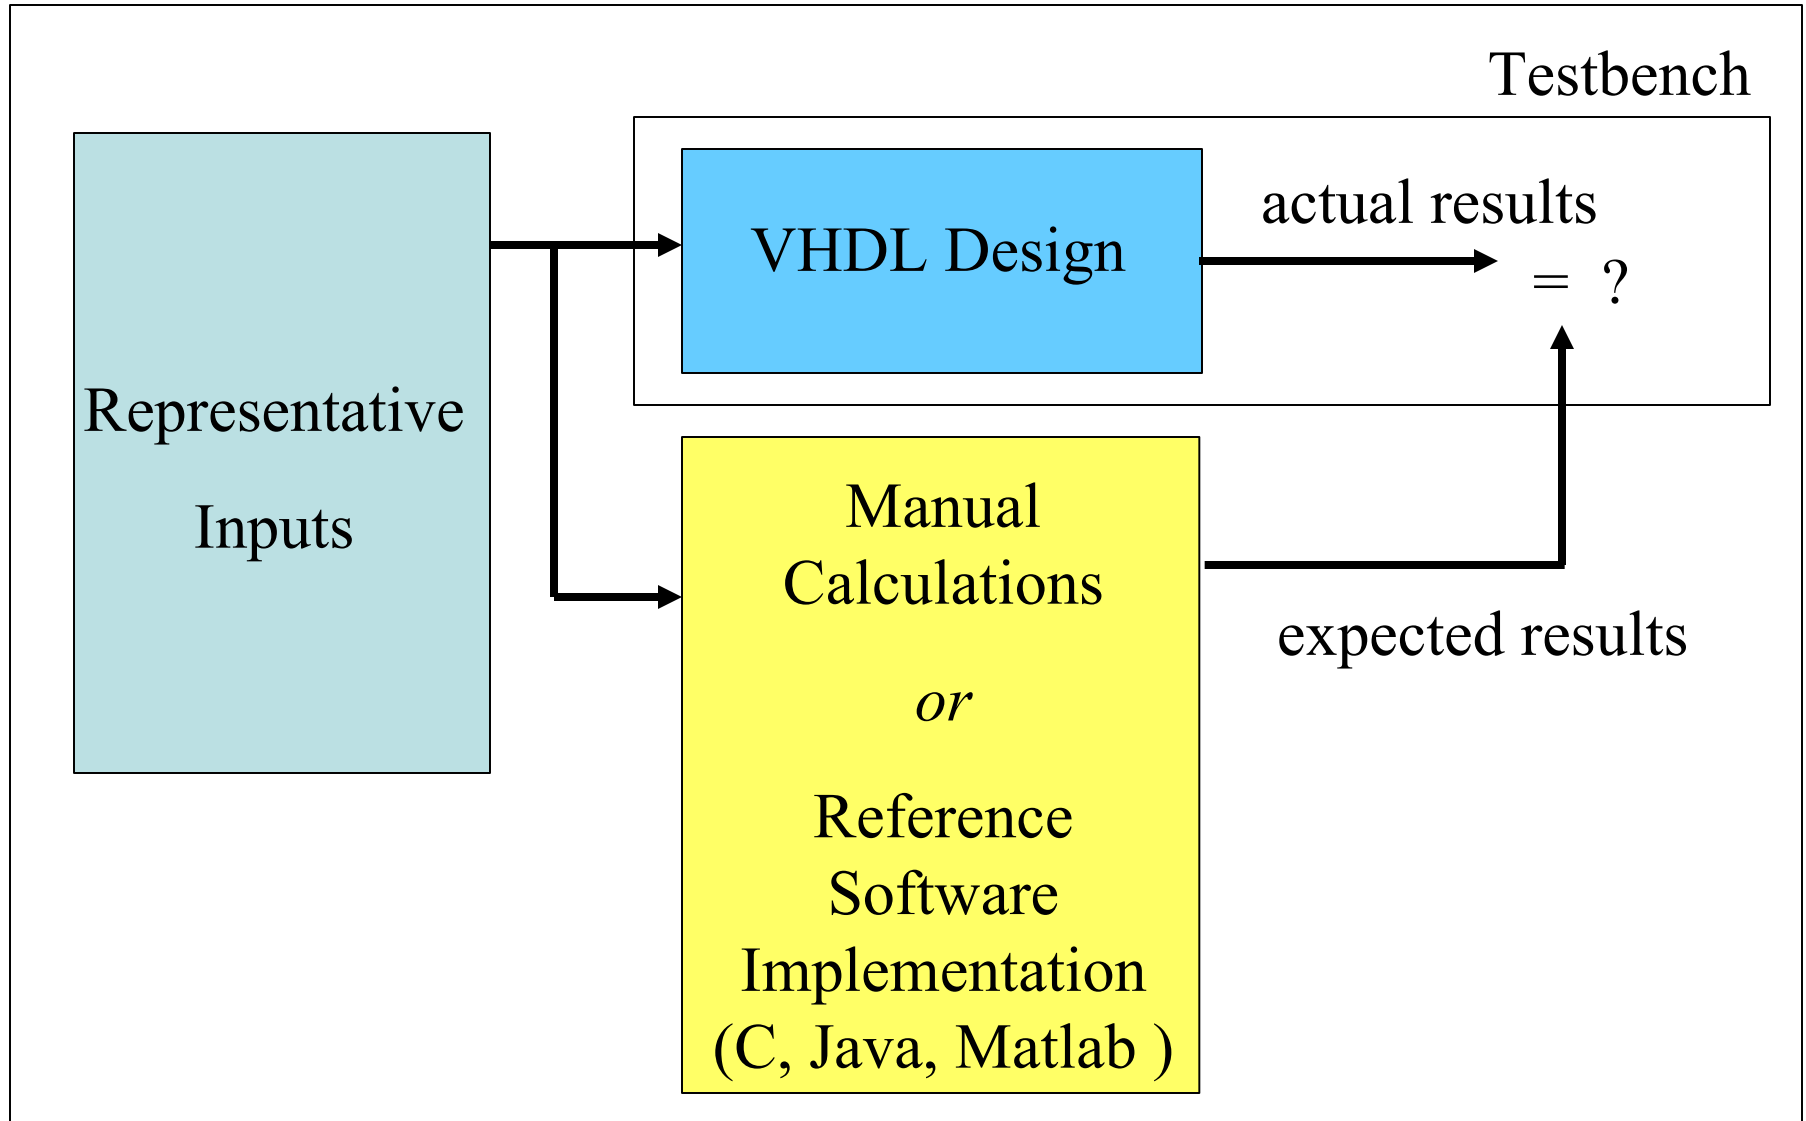 Testbench
Representative
Inputs
VHDL Design
actual results
= ?
Manual
Calculations
or
Reference
Software
Implementation
(C, Java, Matlab )
expected results